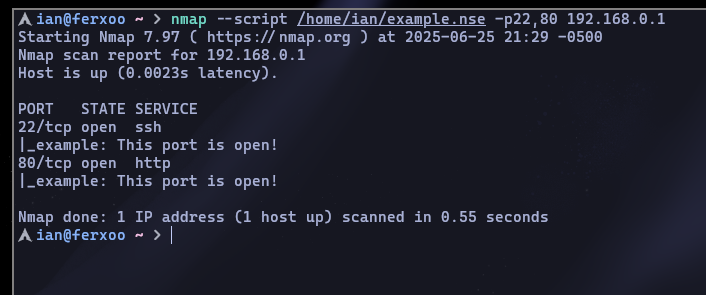 ian@ferxoo ~ > nmap --script /home/ian/example.nse -p22,80 192.168.0.1
Starting Nmap 7.97 ( https://nmap.org ) at 2025-06-25 21:29 -0500
Nmap scan report for 192.168.0.1
Host is up (0.0023s latency).

PORT   STATE SERVICE
22/tcp open  ssh
|_example: This port is open!
80/tcp open  http
|_example: This port is open!

Nmap done: 1 IP address (1 host up) scanned in 0.55 seconds
ian@ferxoo ~ >